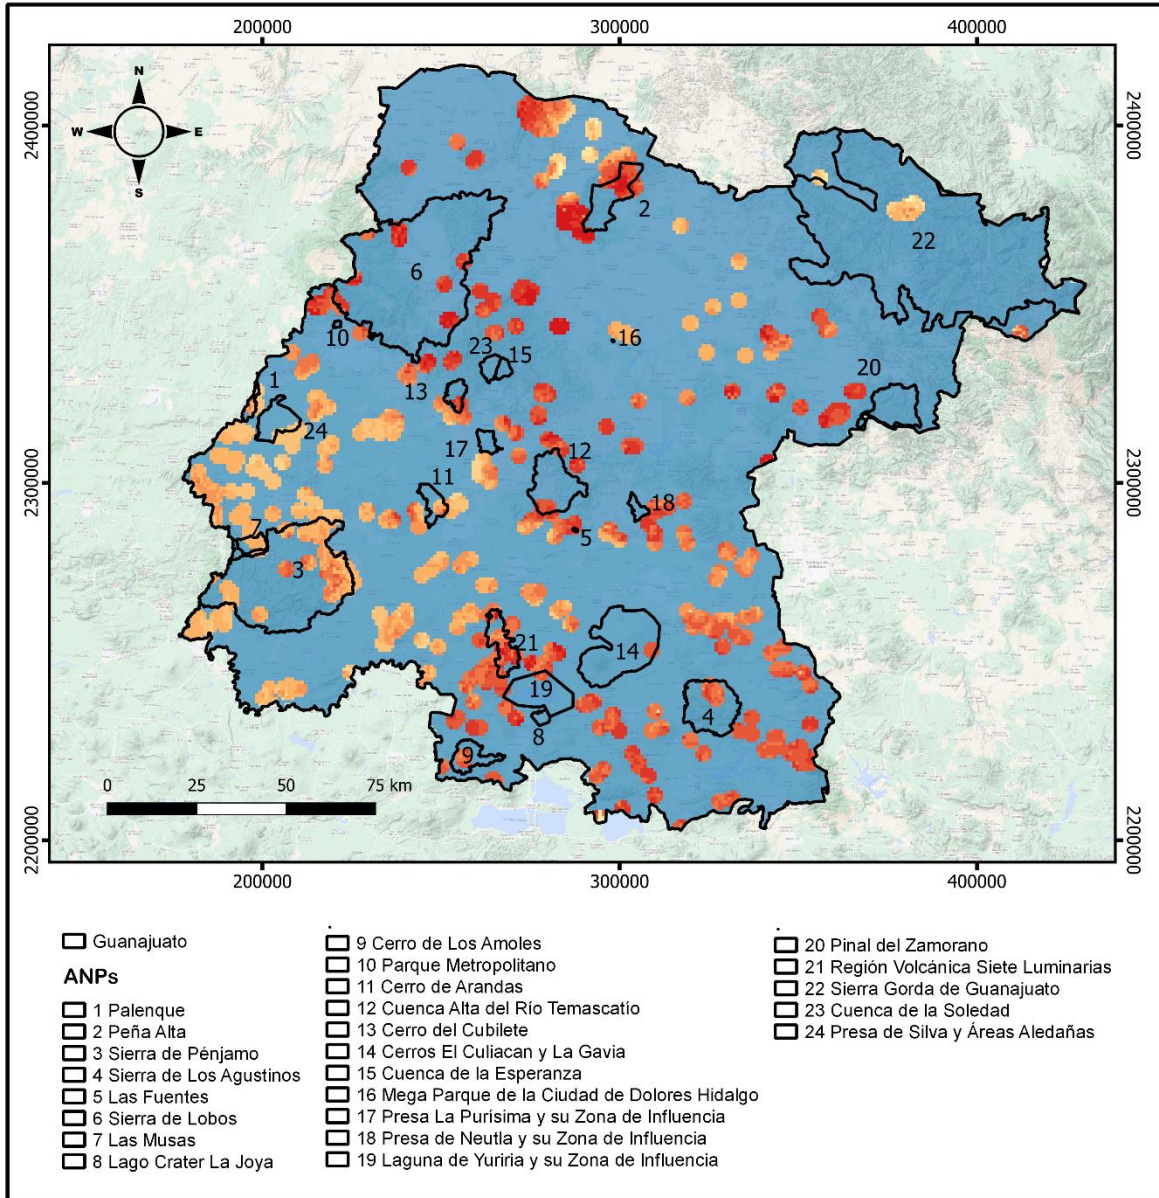 200000 300000 400000
N
W E
S
2400000 2400000
2
22
6
10
23
15
16
1
13
20
24
17
12
11
2300000 2300000
18
5
7
3
21
14
19
4
8
9
0 25 50 75 km
2200000 2200000
200000 300000 400000
Guanajuato
ANPs
1 Palenque
2 Peña Alta
3 Sierra de Pénjamo
4 Sierra de Los Agustinos
5 Las Fuentes
6 Sierra de Lobos
7 Las Musas
8 Lago Crater La Joya
9 Cerro de Los Amoles
10 Parque Metropolitano
11 Cerro de Arandas
12 Cuenca Alta del Río Temascatío
13 Cerro del Cubilete
14 Cerros El Culiacan y La Gavia
15 Cuenca de la Esperanza
16 Mega Parque de la Ciudad de Dolores Hidalgo
17 Presa La Purísima y su Zona de Influencia
18 Presa de Neutla y su Zona de Influencia
19 Laguna de Yuriria y su Zona de Influencia
20 Pinal del Zamorano
21 Región Volcánica Siete Luminarias
22 Sierra Gorda de Guanajuato
23 Cuenca de la Soledad
24 Presa de Silva y Áreas Aledañas